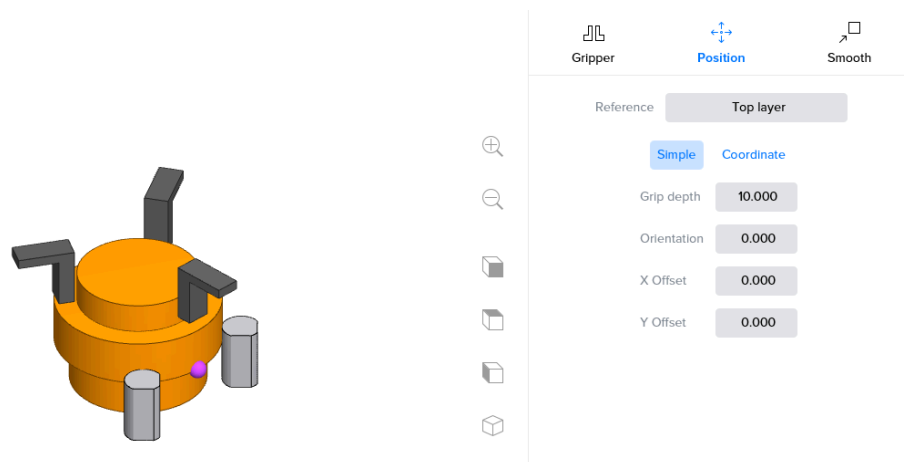 Gripper Position Smooth
Reference Top layer
Simple Coordinate
Grip depth 10.000
Orientation 0.000
X Offset 0.000
Y Offset 0.000